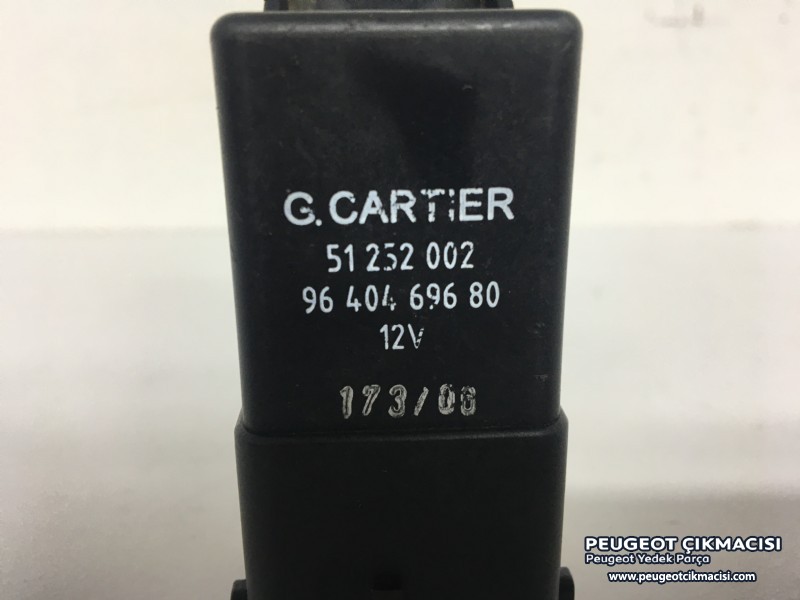 G. CARTIER
51 252 002
96 404 696 80
12V
173/06
PEUGEOT ÇIKMACISI
Peugeot Yedek Parça
www.peugeotcikmacisi.com